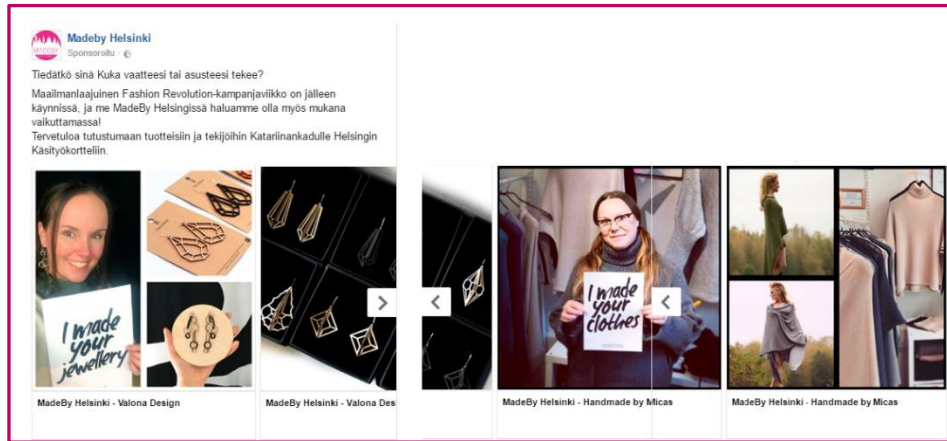 Madeby Helsinki
Sponsoroitu
MADEBY
Tiedätkö sinä Kuka vaatteesi tai asusteesi tekee?
Maailmanlaajuinen Fashion Revolution-kampanjaviikko on jälleen
käynnissä, ja me MadeBy Helsingissä haluamme olla myös mukana
vaikuttamassa!
Tervetuloa tutustumaan tuotteisiin ja tekijöihin Katariinankadulle Helsingin
Käsityökortteliin.
I made
your
jewellery
I made
your
clothes
MadeBy Helsinki - Valona Design
MadeBy Helsinki - Valona Des
MadeBy Helsinki - Handmade by Micas
MadeBy Helsinki - Handmade by Micas